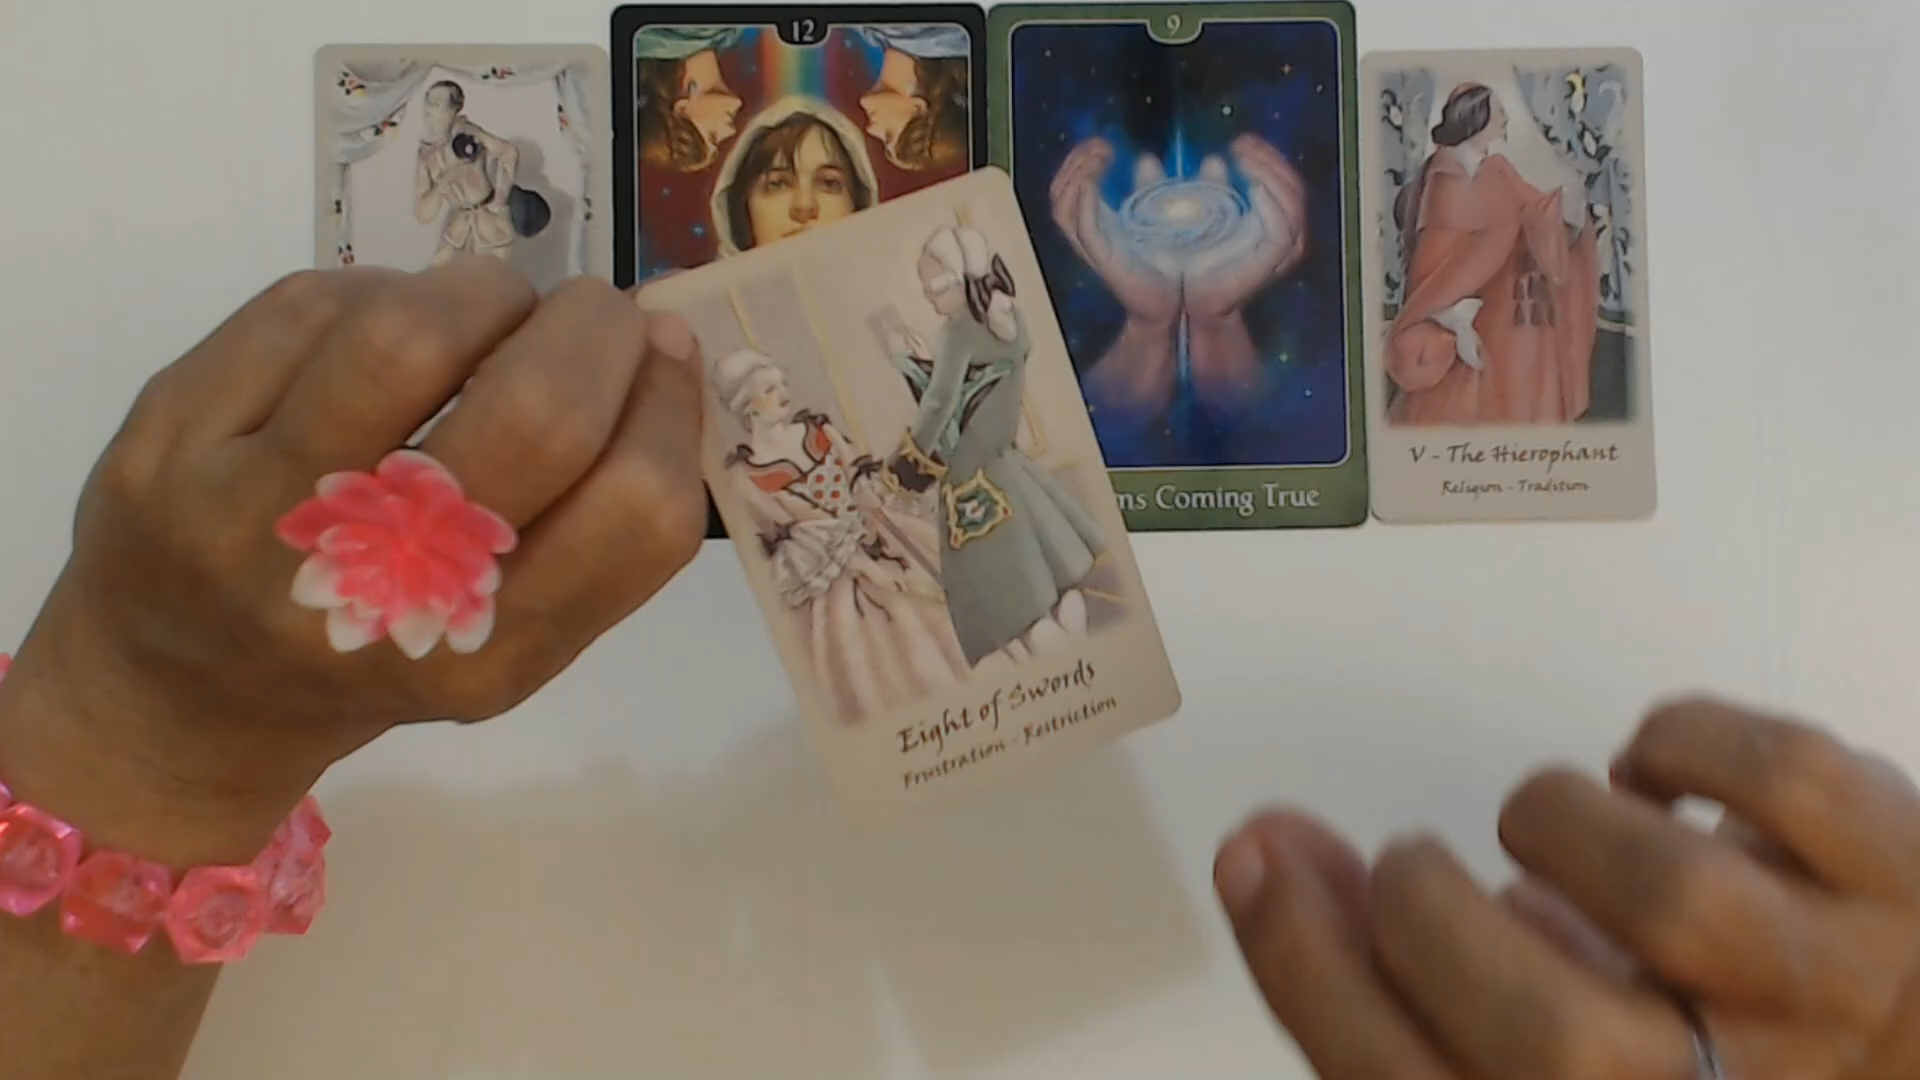 12
9
ms Coming True
V - The Hierophant
Religion - Tradition
Eight of Swords
Frustration - Restriction